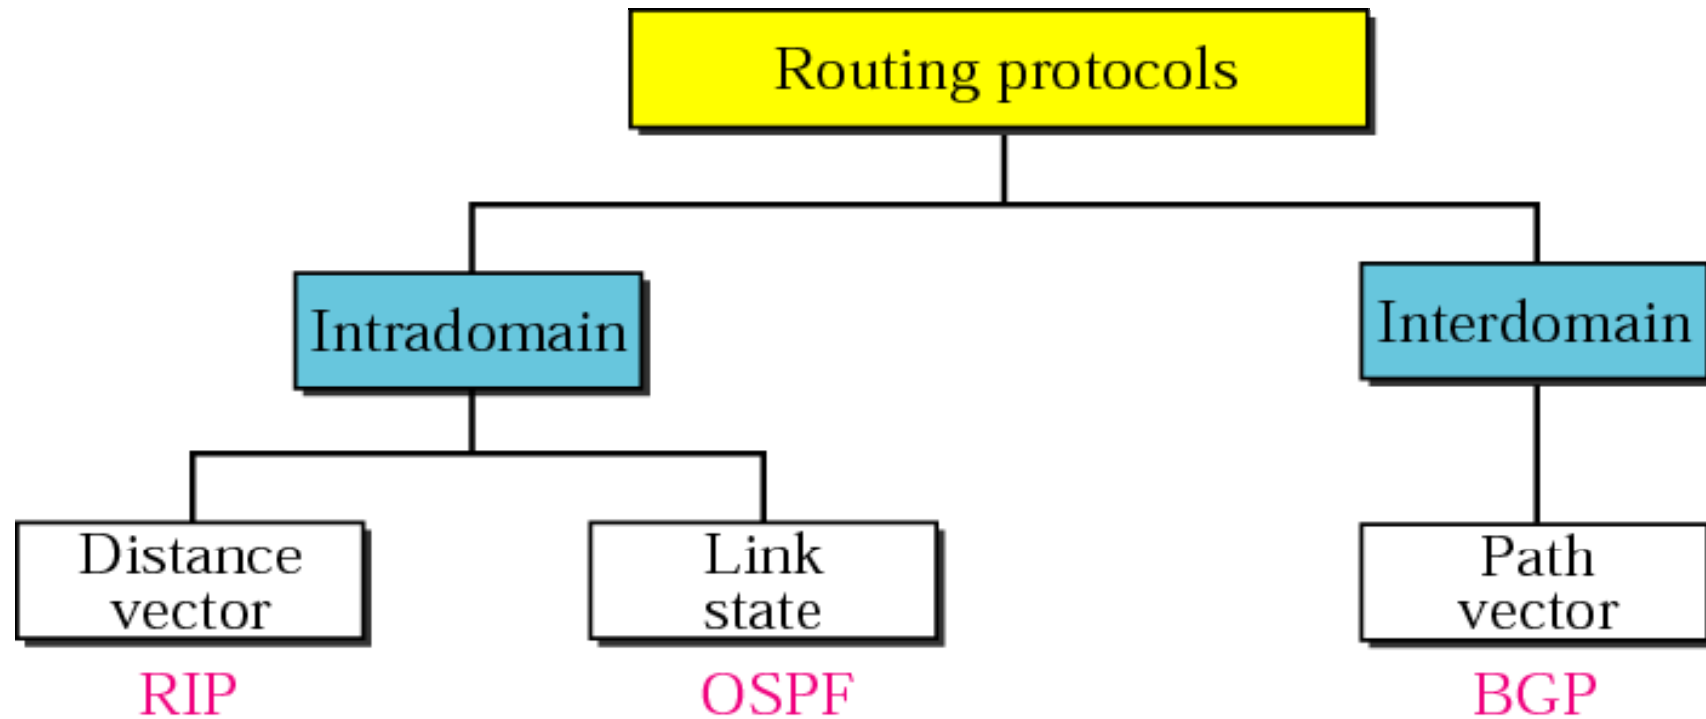 Routing protocols
Intradomain
Interdomain
Distance
vector
Link
state
Path
vector
RIP
OSPF
BGP